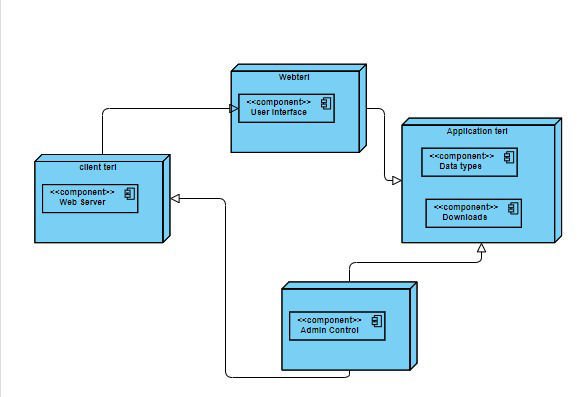 Webterl
<<component>>
User Interface
Application terl
<<component>>
Data types
<<component>>
Downloads
client terl
<<component>>
Web Server
<<component>>
Admin Control